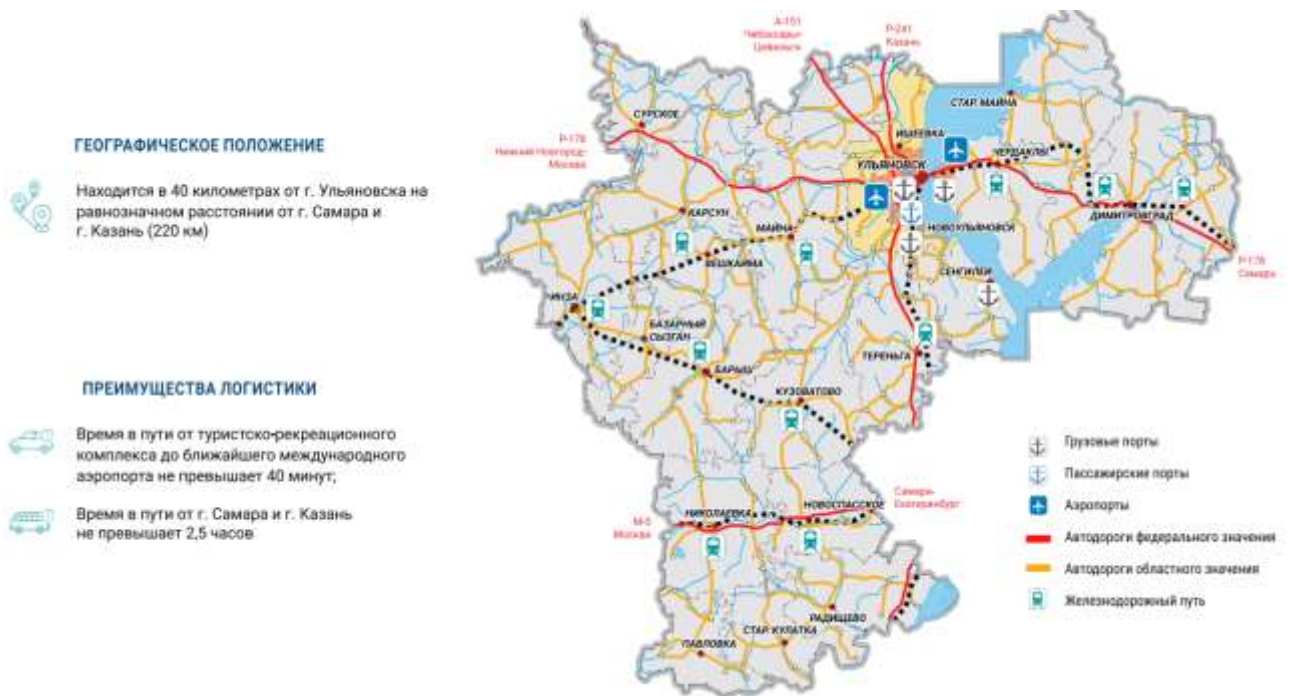 ГЕОГРАФИЧЕСКОЕ ПОЛОЖЕНИЕ
Находится в 40 километрах от г. Ульяновска на
равнозначном расстоянии от г. Самара и
г. Казань (220 км)
ПРЕИМУЩЕСТВА ЛОГИСТИКИ
Время в пути от туристско-рекреационного
комплекса до ближайшего международного
аэропорта не превышает 40 минут;
Время в пути от г. Самара и г. Казань
не превышает 2,5 часов
А-151
Чебоксары-
Цивильск
Р-241
Казань
СТАР. МАЙНА
СУРСКОЕ
ИШЕЕВКА
Р-178
Нижний Новгород-
Москва
УЛЬЯНОВСК
ЧЕРДАКЛЫ
КАРСУН
ДИМИТРОВГРАД
МАЙНА
НОВОУЛЬЯНОВСК
ВЕШКАЙМА
СЕНГИЛЕЙ
Р-178
Самара
ИНЗА
БАЗАРНЫЙ
СЫЗГАН
ТЕРЕНЬГА
БАРЫШ
КУЗОВАТОВО
Самара-
Екатеринбург
НОВОСПАССКОЕ
НИКОЛАЕВКА
М-5
Москва
РАДИЩЕВО
СТАР. КУЛАТКА
ПАВЛОВКА
Грузовые порты
Пассажирские порты
Аэропорты
Автодороги федерального значения
Автодороги областного значения
Железнодорожный путь